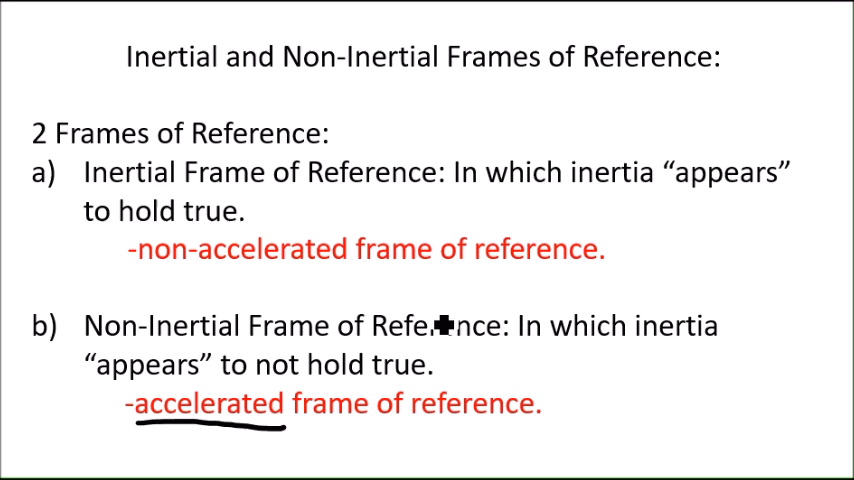 Inertial and Non-Inertial Frames of Reference:
2 Frames of Reference:
a) Inertial Frame of Reference: In which inertia “appears”
to hold true.
-non-accelerated frame of reference.
b) Non-Inertial Frame of Reference: In which inertia
“appears” to not hold true.
-accelerated frame of reference.